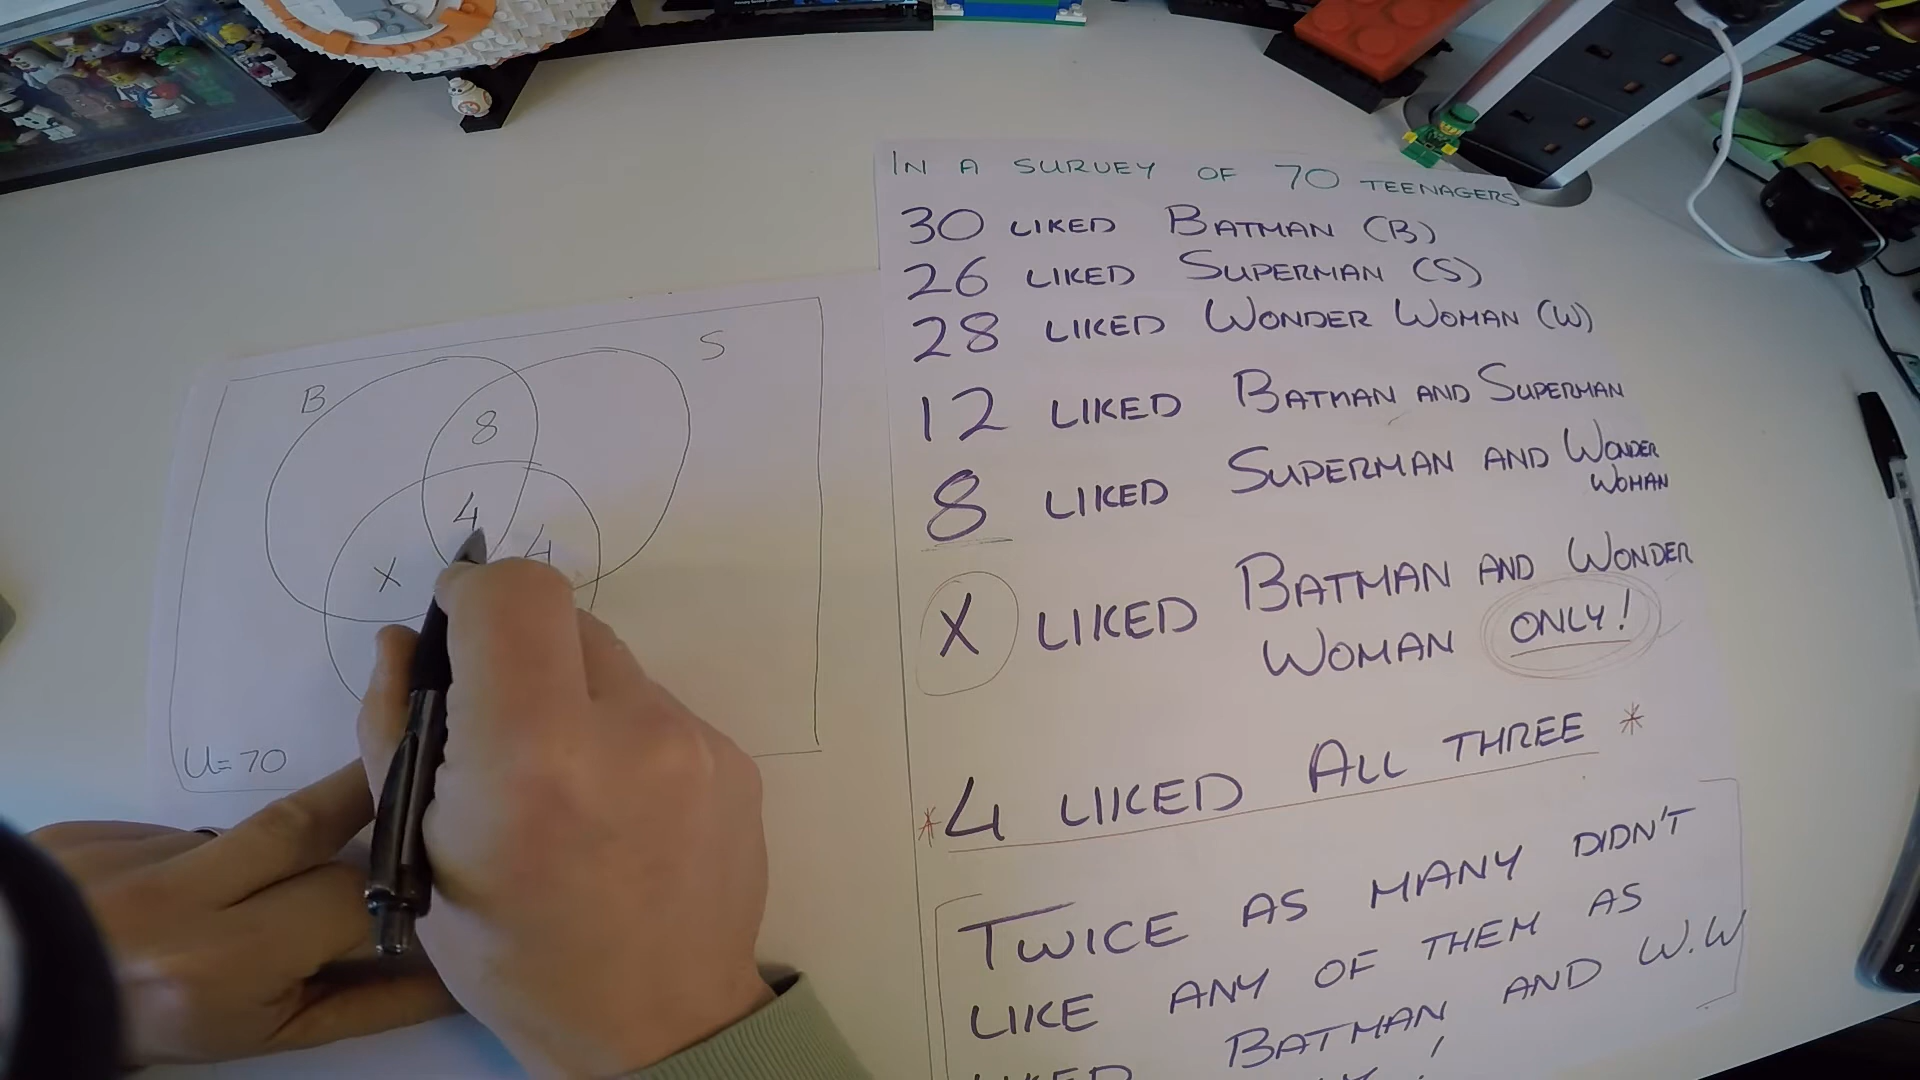 IN A SURVEY OF 70 TEENAGERS
30 LIKED BATMAN (B)
26 LIKED SUPERMAN (S)
28 LIKED WONDER WOMAN (W)
12 LIKED BATMAN AND SUPERMAN
8 LIKED SUPERMAN AND WONDER
WOMAN
X LIKED BATMAN AND WONDER
WOMAN ONLY!
*4 LIKED ALL THREE *
TWICE AS MANY DIDN'T
LIKE ANY OF THEM AS
LIKED BATMAN AND W.W
B
S
8
4
4
X
U=70